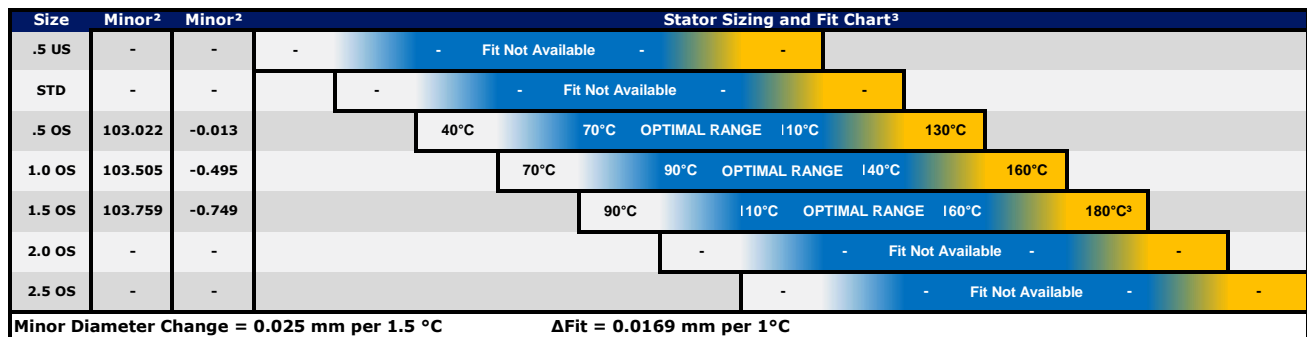 Size Minor² Minor² Stator Sizing and Fit Chart³
.5 US - - - - Fit Not Available - -
STD - - - - Fit Not Available - -
.5 OS 103.022 -0.013 40°C 70°C OPTIMAL RANGE 110°C 130°C
1.0 OS 103.505 -0.495 70°C 90°C OPTIMAL RANGE 140°C 160°C
1.5 OS 103.759 -0.749 90°C 110°C OPTIMAL RANGE 160°C 180°C³
2.0 OS - - - - Fit Not Available - -
2.5 OS - - - - Fit Not Available - -
Minor Diameter Change = 0.025 mm per 1.5 °C ΔFit = 0.0169 mm per 1°C